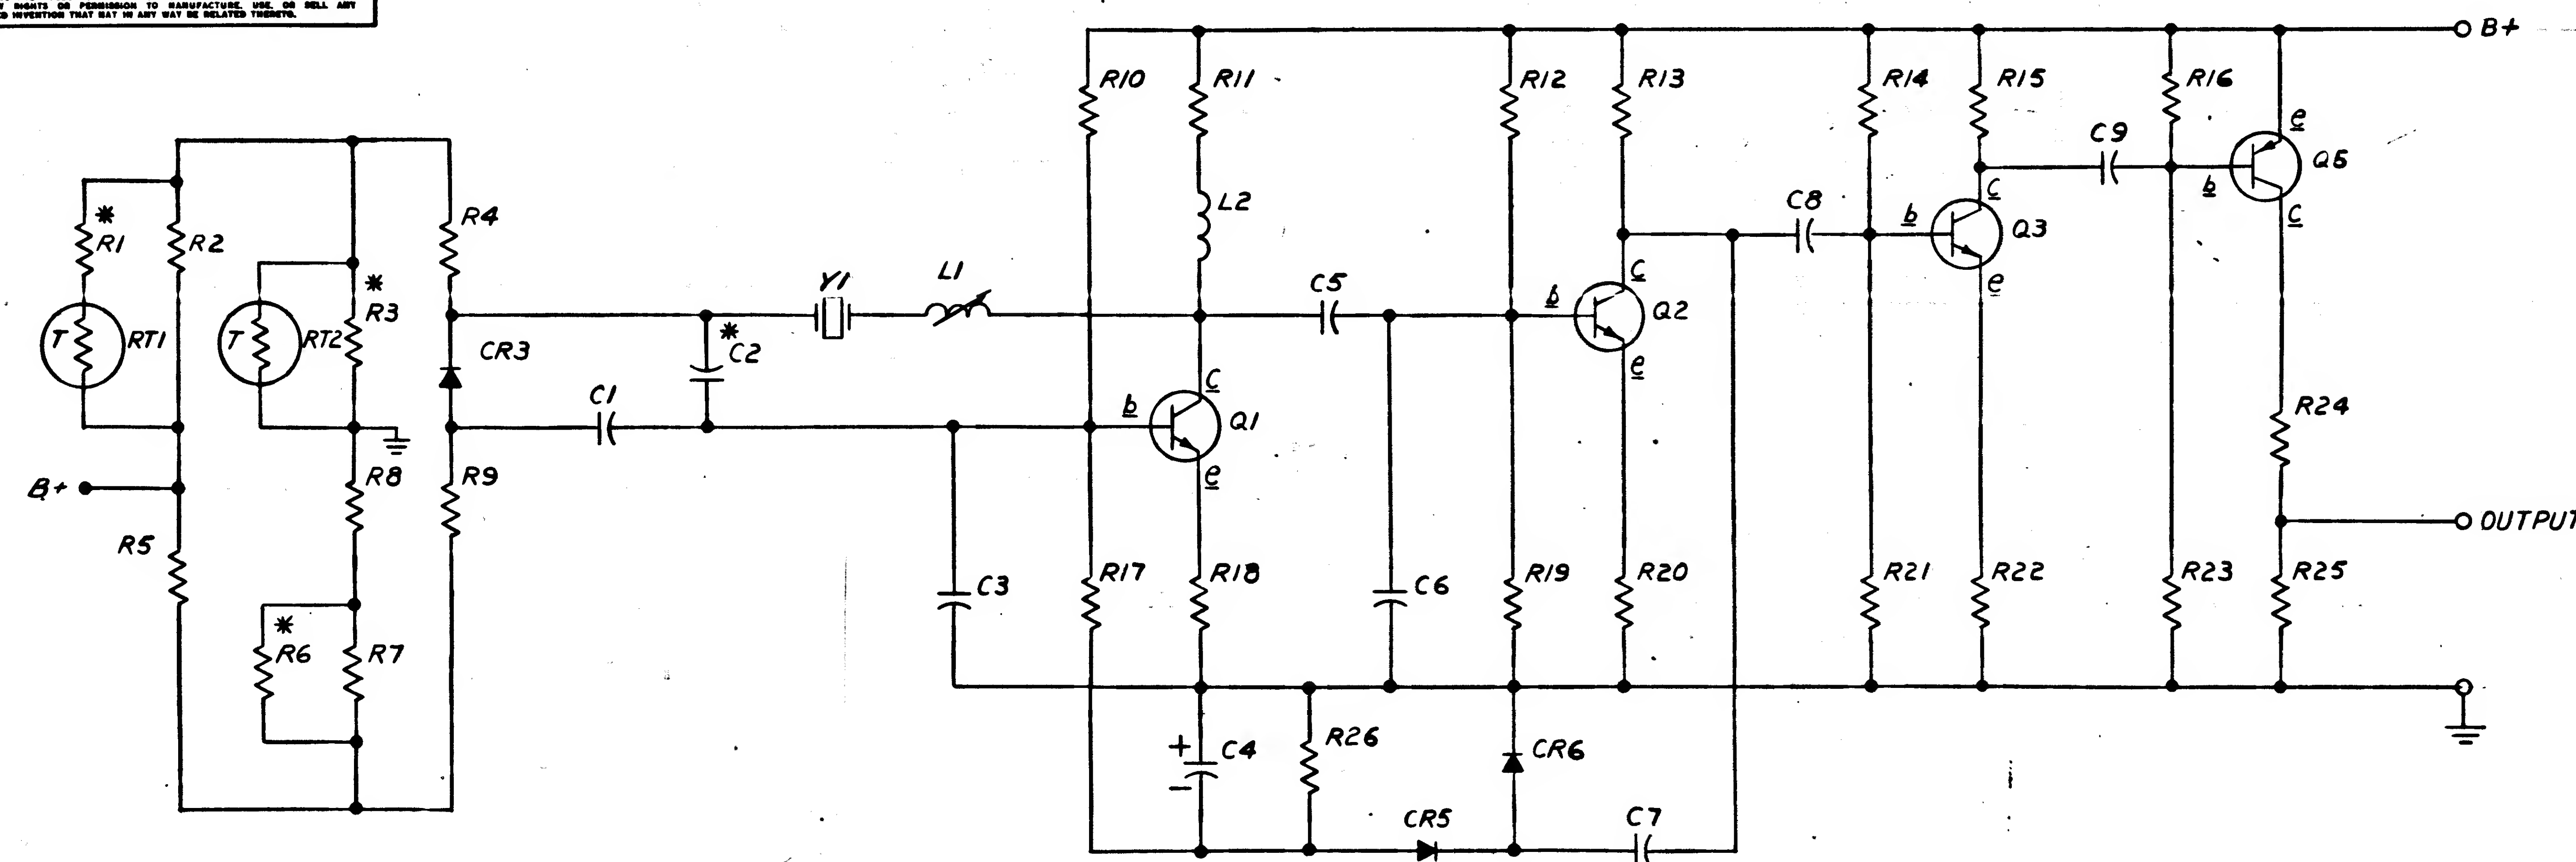 RIGHTS OR PERMISSION TO MANUFACTURE, USE, OR SELL ANY
INVENTION THAT MAY IN ANY WAY BE RELATED THERETO.
B+
R10
R11
R12
R13
R14
R15
R16
e
Q5
b
c
C9
* R1
R2
R4
L2
C8
b
c
Q3
e
T
RT1
T
RT2
*
R3
CR3
Y1
L1
*
C2
C5
b
c
Q2
e
C1
b
c
Q1
e
R24
B+
R8
R9
OUTPUT
R5
*
R6
R7
C3
R17
R18
C6
R19
R20
R21
R22
R23
R25
+
C4
-
R26
CR6
CR5
C7